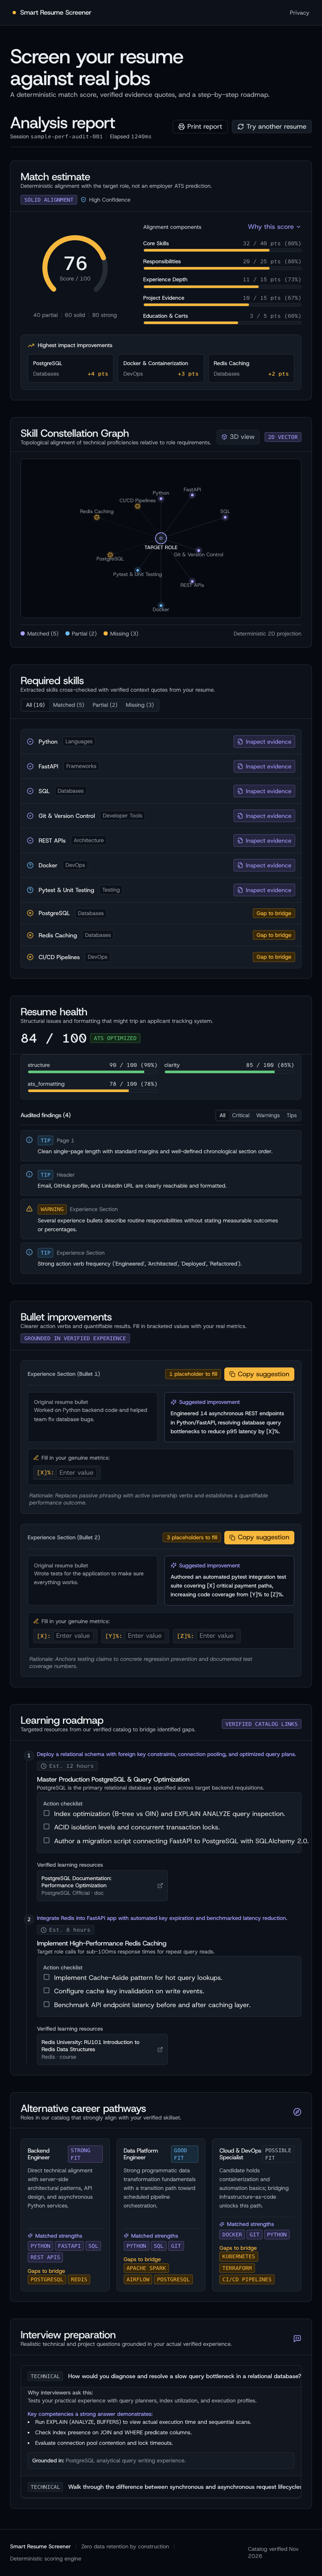 Smart Resume Screener
Privacy
Screen your resume
against real jobs
A deterministic match score, verified evidence quotes, and a step-by-step roadmap.
Analysis report
Session sample-perf-audit-001 Elapsed 1240ms
Print report
Try another resume
Match estimate
Deterministic alignment with the target role, not an employer ATS prediction.
SOLID ALIGNMENT
High Confidence
76
Score / 100
40 partial 60 solid 80 strong
Alignment components
Why this score
Core Skills 32 / 40 pts (80%)
Responsibilities 20 / 25 pts (80%)
Experience Depth 11 / 15 pts (73%)
Project Evidence 10 / 15 pts (67%)
Education & Certs 3 / 5 pts (60%)
Highest impact improvements
PostgreSQL
Databases +4 pts
Docker & Containerization
DevOps +3 pts
Redis Caching
Databases +2 pts
Skill Constellation Graph
Topological alignment of technical proficiencies relative to role requirements.
3D view
2D VECTOR
Python
FastAPI
CI/CD Pipelines
Redis Caching
SQL
TARGET ROLE
Git & Version Control
PostgreSQL
Pytest & Unit Testing
REST APIs
Docker
Matched (5) Partial (2) Missing (3)
Deterministic 2D projection
Required skills
Extracted skills cross-checked with verified context quotes from your resume.
All (10) Matched (5) Partial (2) Missing (3)
Python Languages Inspect evidence
FastAPI Frameworks Inspect evidence
SQL Databases Inspect evidence
Git & Version Control Developer Tools Inspect evidence
REST APIs Architecture Inspect evidence
Docker DevOps Inspect evidence
Pytest & Unit Testing Testing Inspect evidence
PostgreSQL Databases Gap to bridge
Redis Caching Databases Gap to bridge
CI/CD Pipelines DevOps Gap to bridge
Resume health
Structural issues and formatting that might trip an applicant tracking system.
84 / 100 ATS OPTIMIZED
structure 90 / 100 (90%)
clarity 85 / 100 (85%)
ats_formatting 78 / 100 (78%)
Audited findings (4)
All Critical Warnings Tips
TIP Page 1
Clean single-page length with standard margins and well-defined chronological section order.
TIP Header
Email, GitHub profile, and LinkedIn URL are clearly reachable and formatted.
WARNING Experience Section
Several experience bullets describe routine responsibilities without stating measurable outcomes
or percentages.
TIP Experience Section
Strong action verb frequency ('Engineered', 'Architected', 'Deployed', 'Refactored').
Bullet improvements
Clearer action verbs and quantifiable results. Fill in bracketed values with your real metrics.
GROUNDED IN VERIFIED EXPERIENCE
Experience Section (Bullet 1)
1 placeholder to fill
Copy suggestion
Original resume bullet
Worked on Python backend code and helped
team fix database bugs.
Suggested improvement
Engineered 14 asynchronous REST endpoints
in Python/FastAPI, resolving database query
bottlenecks to reduce p95 latency by [X]%.
Fill in your genuine metrics:
[X]%: Enter value
Rationale: Replaces passive phrasing with active ownership verbs and establishes a quantifiable
performance outcome.
Experience Section (Bullet 2)
3 placeholders to fill
Copy suggestion
Original resume bullet
Wrote tests for the application to make sure
everything works.
Suggested improvement
Authored an automated pytest integration test
suite covering [X] critical payment paths,
increasing code coverage from [Y]% to [Z]%.
Fill in your genuine metrics:
[X]: Enter value [Y]%: Enter value [Z]%: Enter value
Rationale: Anchors testing claims to concrete regression prevention and documented test
coverage numbers.
Learning roadmap
Targeted resources from our verified catalog to bridge identified gaps.
VERIFIED CATALOG LINKS
1
Deploy a relational schema with foreign key constraints, connection pooling, and optimized query plans.
Est. 12 hours
Master Production PostgreSQL & Query Optimization
PostgreSQL is the primary relational database specified across target backend requisitions.
Action checklist
Index optimization (B-tree vs GIN) and EXPLAIN ANALYZE query inspection.
ACID isolation levels and concurrent transaction locks.
Author a migration script connecting FastAPI to PostgreSQL with SQLAlchemy 2.0.
Verified learning resources
PostgreSQL Documentation:
Performance Optimization
PostgreSQL Official · doc
2
Integrate Redis into FastAPI app with automated key expiration and benchmarked latency reduction.
Est. 8 hours
Implement High-Performance Redis Caching
Target role calls for sub-100ms response times for repeat query reads.
Action checklist
Implement Cache-Aside pattern for hot query lookups.
Configure cache key invalidation on write events.
Benchmark API endpoint latency before and after caching layer.
Verified learning resources
Redis University: RU101 Introduction to
Redis Data Structures
Redis · course
Alternative career pathways
Roles in our catalog that strongly align with your verified skillset.
Backend
Engineer
STRONG
FIT
Direct technical alignment
with server-side
architectural patterns, API
design, and asynchronous
Python services.
Matched strengths
PYTHON FASTAPI SQL
REST APIS
Gaps to bridge
POSTGRESQL REDIS
Data Platform
Engineer
GOOD
FIT
Strong programmatic data
transformation fundamentals
with a transition path toward
scheduled pipeline
orchestration.
Matched strengths
PYTHON SQL GIT
Gaps to bridge
APACHE SPARK
AIRFLOW POSTGRESQL
Cloud & DevOps
Specialist
POSSIBLE
FIT
Candidate holds
containerization and
automation basics; bridging
infrastructure-as-code
unlocks this path.
Matched strengths
DOCKER GIT PYTHON
Gaps to bridge
KUBERNETES
TERRAFORM
CI/CD PIPELINES
Interview preparation
Realistic technical and project questions grounded in your actual verified experience.
TECHNICAL How would you diagnose and resolve a slow query bottleneck in a relational database?
Why interviewers ask this:
Tests your practical experience with query planners, index utilization, and execution profiles.
Key competencies a strong answer demonstrates:
• Run EXPLAIN (ANALYZE, BUFFERS) to view actual execution time and sequential scans.
• Check index presence on JOIN and WHERE predicate columns.
• Evaluate connection pool contention and lock timeouts.
Grounded in: PostgreSQL analytical query writing experience.
TECHNICAL Walk through the difference between synchronous and asynchronous request lifecycles
Smart Resume Screener Zero data retention by construction
Deterministic scoring engine
Catalog verified Nov
2026